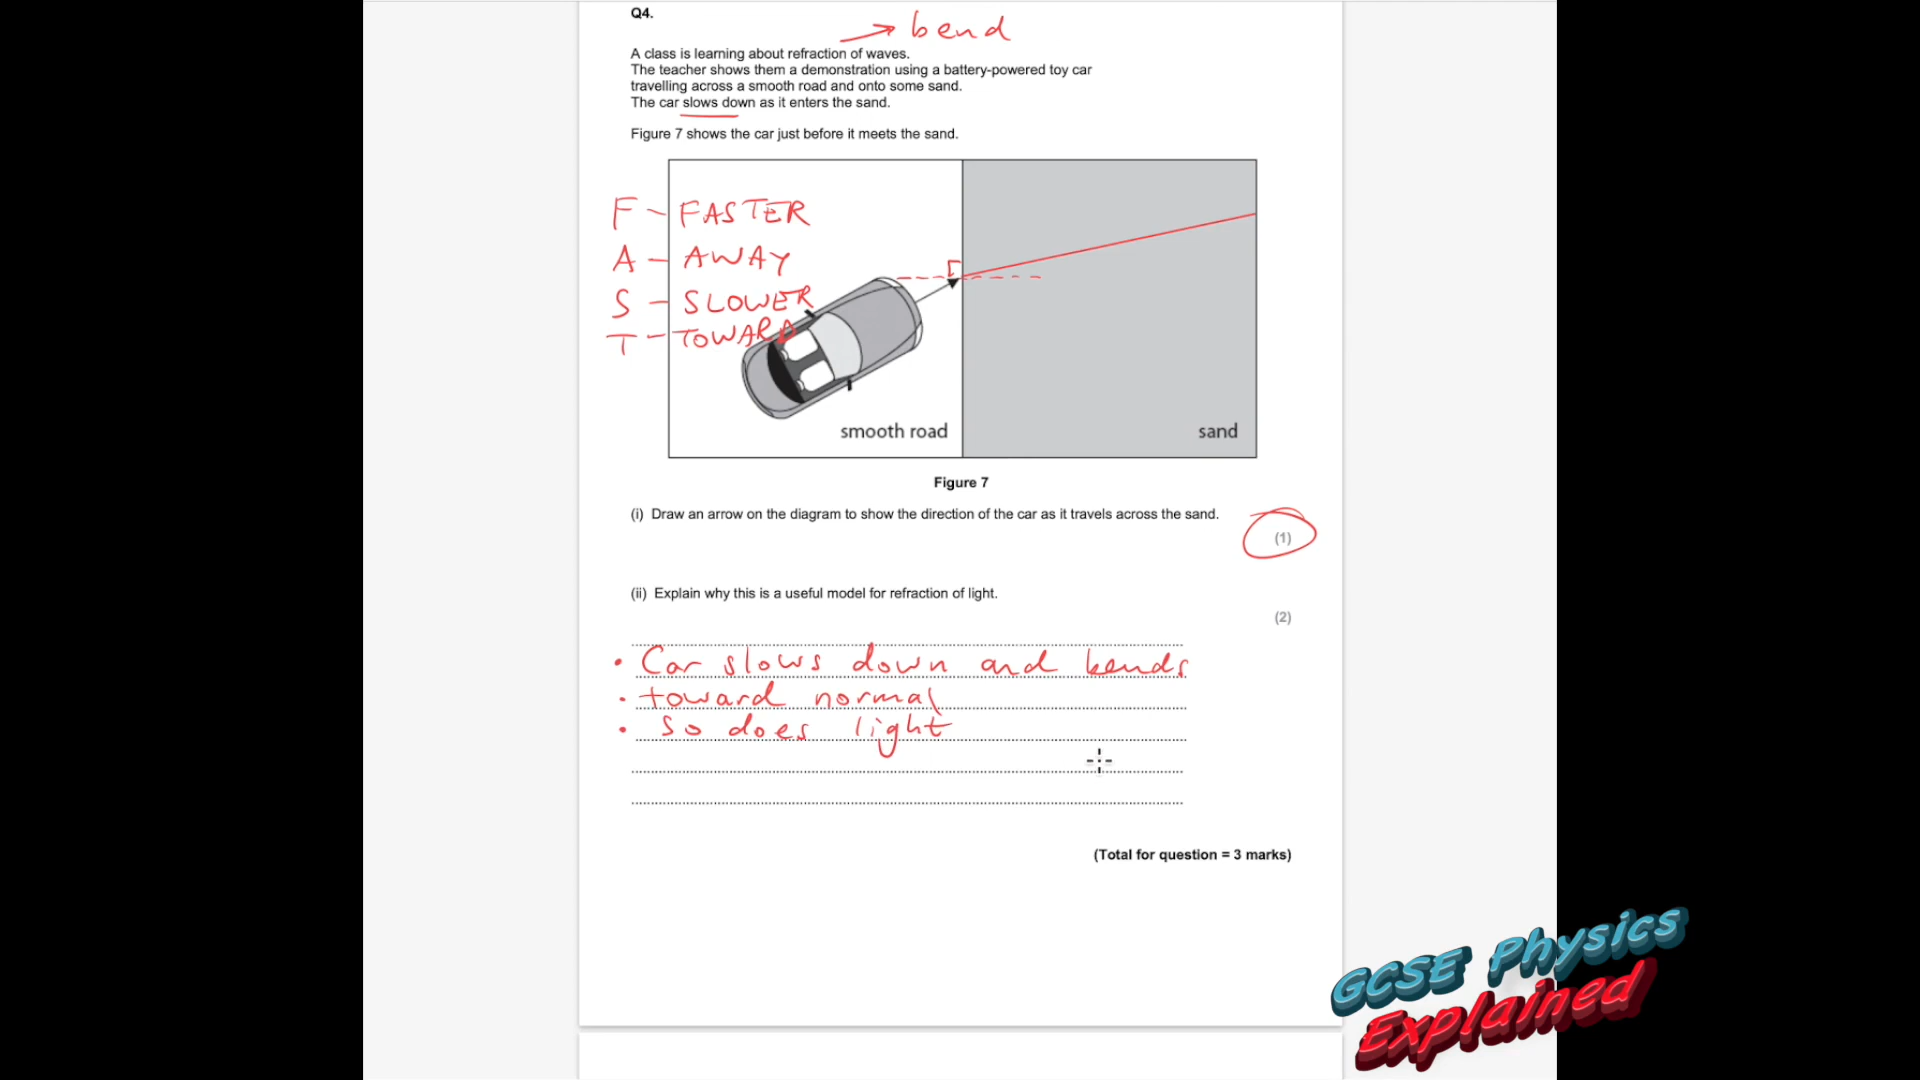 Q4.
→ bend
A class is learning about refraction of waves.
The teacher shows them a demonstration using a battery-powered toy car
travelling across a smooth road and onto some sand.
The car slows down as it enters the sand.
Figure 7 shows the car just before it meets the sand.
F - FASTER
A - AWAY
S - SLOWER
T - TOWARD
smooth road
sand
Figure 7
(i) Draw an arrow on the diagram to show the direction of the car as it travels across the sand.
(1)
(ii) Explain why this is a useful model for refraction of light.
(2)
• Car slows down and bends
• toward normal
• so does light
(Total for question = 3 marks)
GCSE Physics
Explained